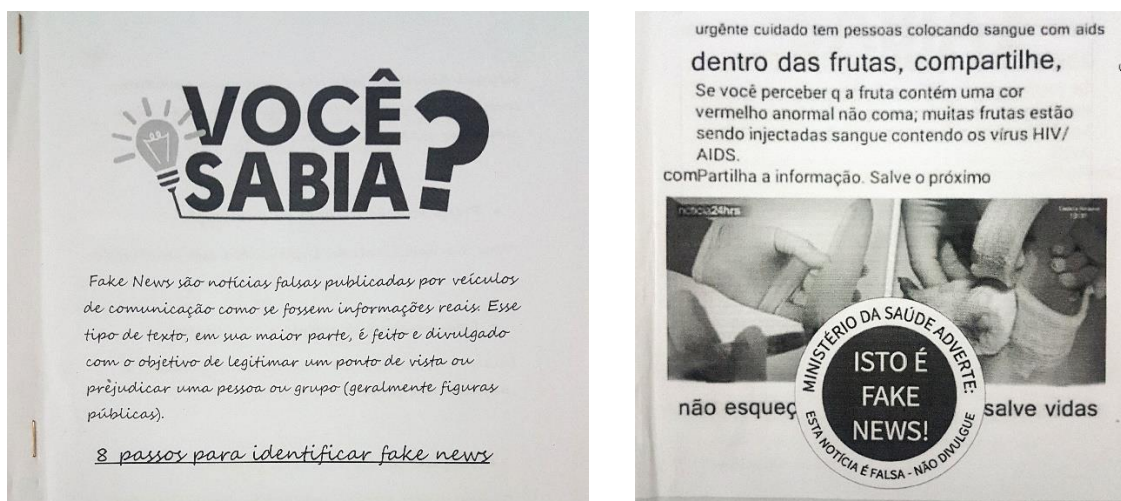 VOCÊ
SABIA?
Fake News são notícias falsas publicadas por veículos
de comunicação como se fossem informações reais. Esse
tipo de texto, em sua maior parte, é feito e divulgado
com o objetivo de legitimar um ponto de vista ou
prejudicar uma pessoa ou grupo (geralmente figuras
públicas).
8 passos para identificar fake news
urgênte cuidado tem pessoas colocando sangue com aids
dentro das frutas, compartilhe,
Se você perceber q a fruta contém uma cor
vermelho anormal não coma; muitas frutas estão
sendo injectadas sangue contendo os vírus HIV/
AIDS.
comPartilha a informação. Salve o próximo
noticia24hrs
MINISTÉRIO DA SAÚDE ADVERTE:
ISTO É
FAKE
NEWS!
ESTA NOTÍCIA É FALSA - NÃO DIVULGUE
não esqueç salve vidas